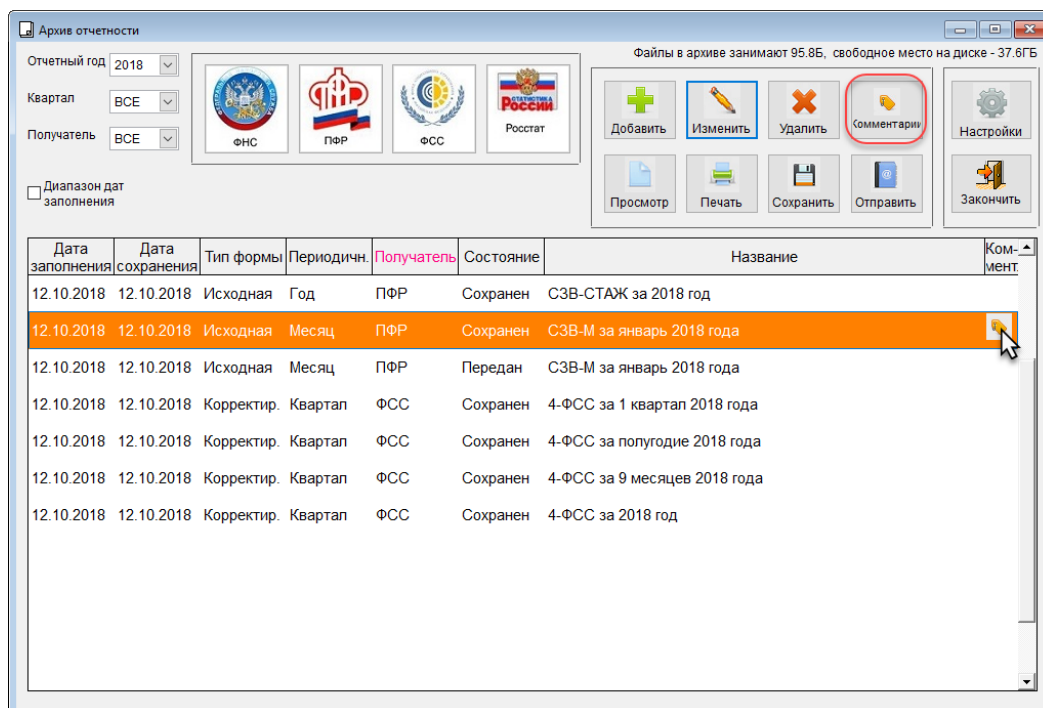 Архив отчетности
Файлы в архиве занимают 95.8Б, свободное место на диске - 37.6ГБ
Отчетный год 2018
Квартал ВСЕ
Получатель ВСЕ
Диапазон дат
заполнения
ФНС ПФР ФСС
СТАТИСТИКА
России
Росстат
Добавить Изменить Удалить Комментарии Настройки
Просмотр Печать Сохранить Отправить Закончить
Дата заполнения Дата сохранения Тип формы Периодичн. Получатель Состояние Название Ком-мент.
12.10.2018 12.10.2018 Исходная Год ПФР Сохранен СЗВ-СТАЖ за 2018 год
12.10.2018 12.10.2018 Исходная Месяц ПФР Сохранен СЗВ-М за январь 2018 года
12.10.2018 12.10.2018 Исходная Месяц ПФР Передан СЗВ-М за январь 2018 года
12.10.2018 12.10.2018 Корректир. Квартал ФСС Сохранен 4-ФСС за 1 квартал 2018 года
12.10.2018 12.10.2018 Корректир. Квартал ФСС Сохранен 4-ФСС за полугодие 2018 года
12.10.2018 12.10.2018 Корректир. Квартал ФСС Сохранен 4-ФСС за 9 месяцев 2018 года
12.10.2018 12.10.2018 Корректир. Квартал ФСС Сохранен 4-ФСС за 2018 год